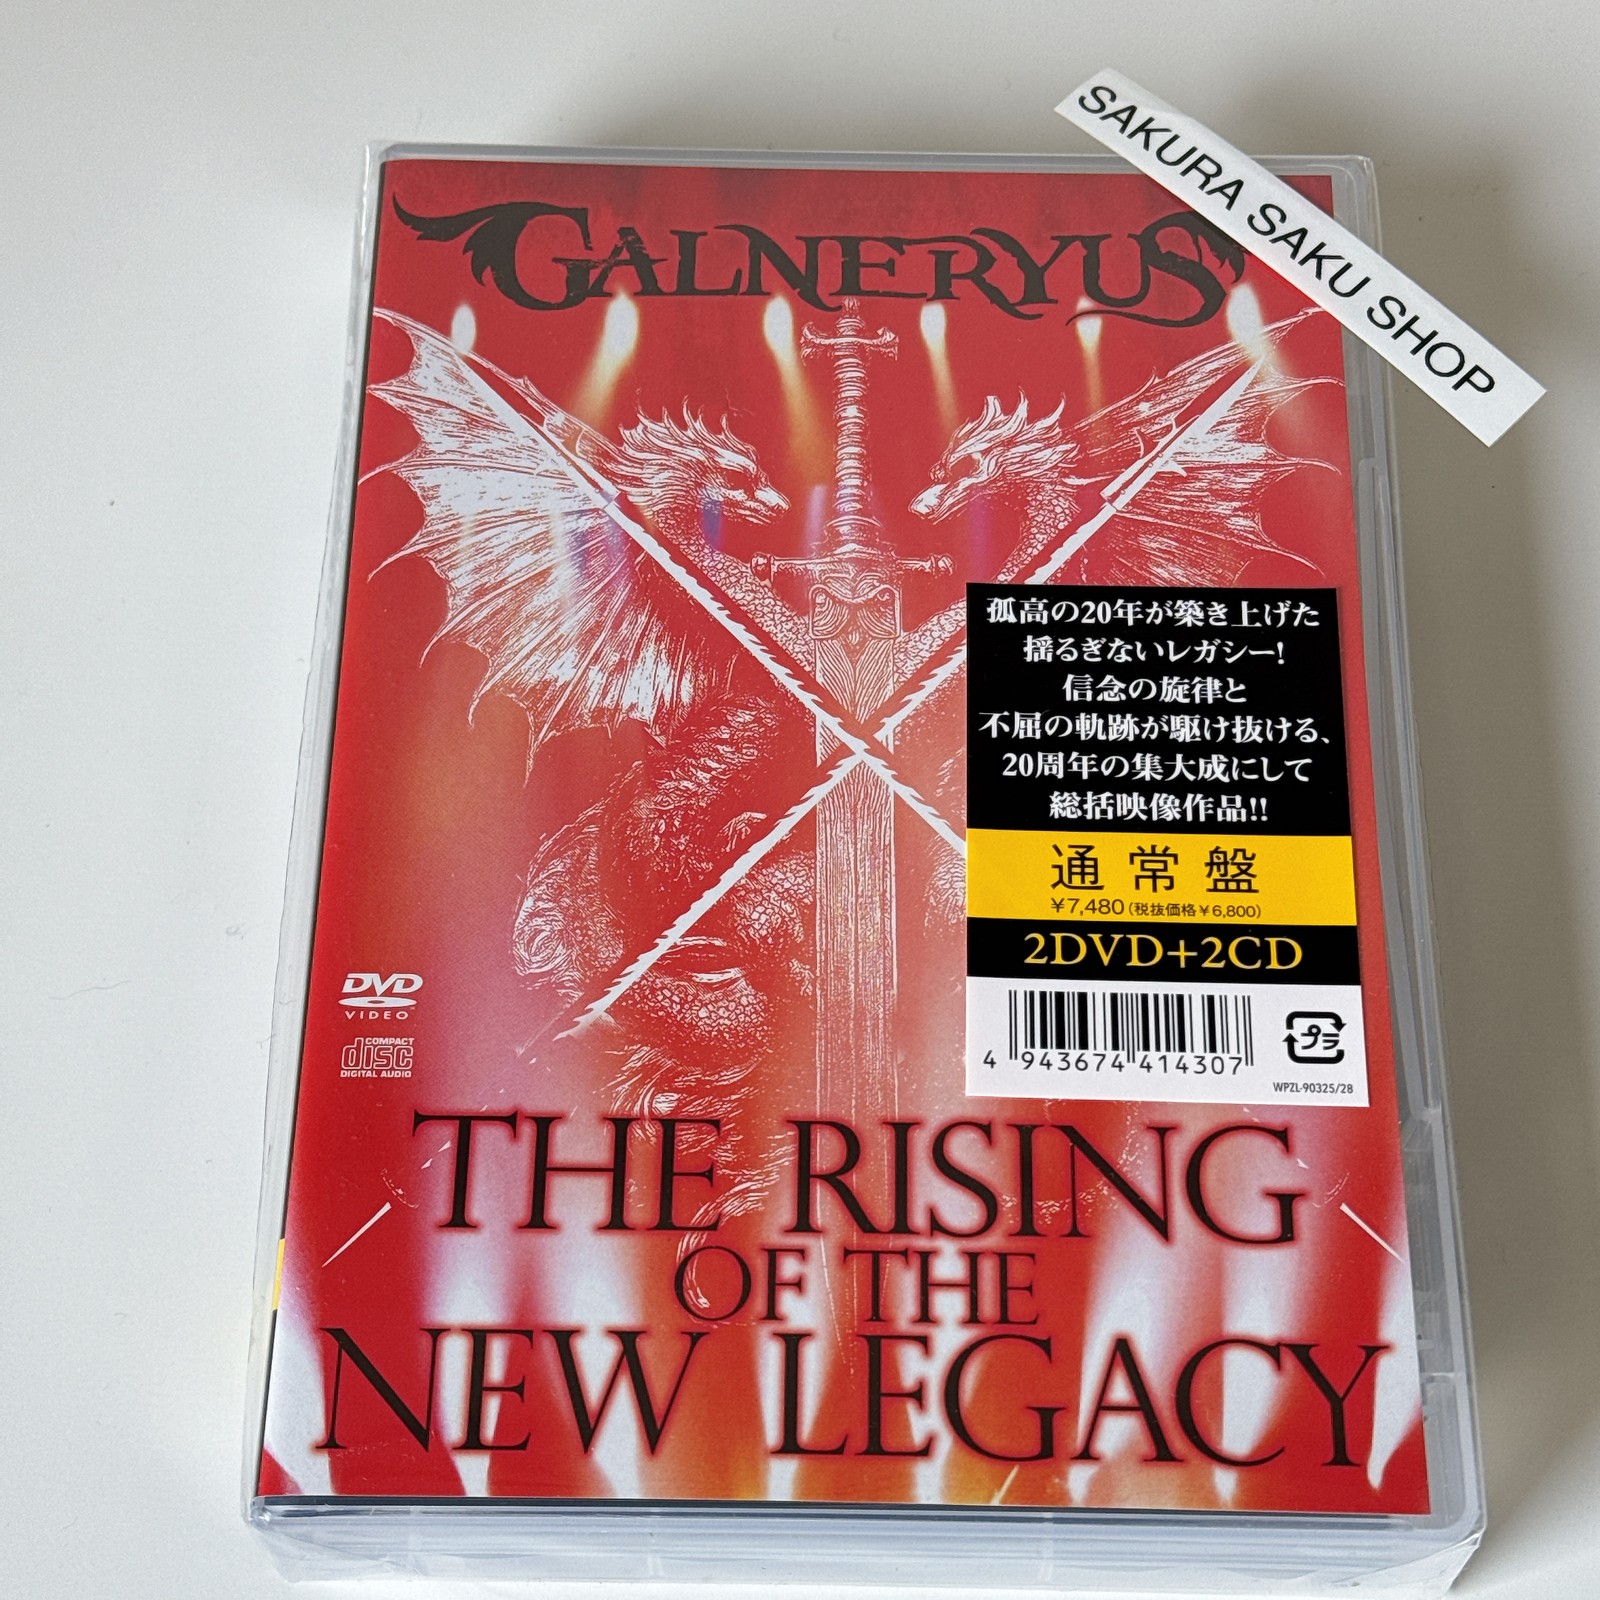 SAKURA SAKU SHOP
GALNERYUS
孤高の20年が築き上げた
揺るぎないレガシー!
信念の旋律と
不屈の軌跡が駆け抜ける、
20周年の集大成にして
総括映像作品!!
通常盤
¥7,480(税抜価格¥6,800)
2DVD+2CD
4 943674 414307
プラ
WPZL-90325/28
DVD
VIDEO
COMPACT
disc
DIGITAL AUDIO
THE RISING
OF THE
NEW LEGACY